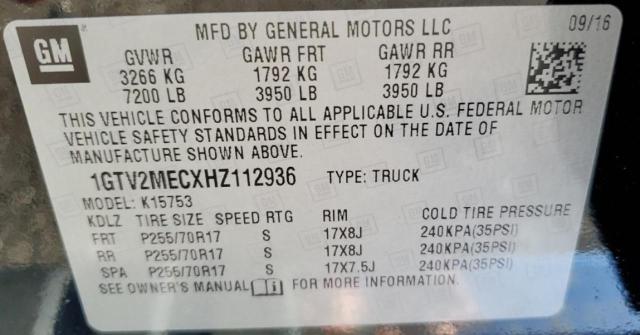 GM
MFD BY GENERAL MOTORS LLC 09/16
GVWR GAWR FRT GAWR RR
3266 KG 1792 KG 1792 KG
7200 LB 3950 LB 3950 LB
THIS VEHICLE CONFORMS TO ALL APPLICABLE U.S. FEDERAL MOTOR
VEHICLE SAFETY STANDARDS IN EFFECT ON THE DATE OF
MANUFACTURE SHOWN ABOVE.
1GTV2MECXHZ112936 TYPE: TRUCK
MODEL: K15753
KDLZ TIRE SIZE SPEED RTG RIM COLD TIRE PRESSURE
FRT P255/70R17 S 17X8J 240KPA(35PSI)
RR P255/70R17 S 17X8J 240KPA(35PSI)
SPA P255/70R17 S 17X7.5J 240KPA(35PSI)
SEE OWNER'S MANUAL FOR MORE INFORMATION.